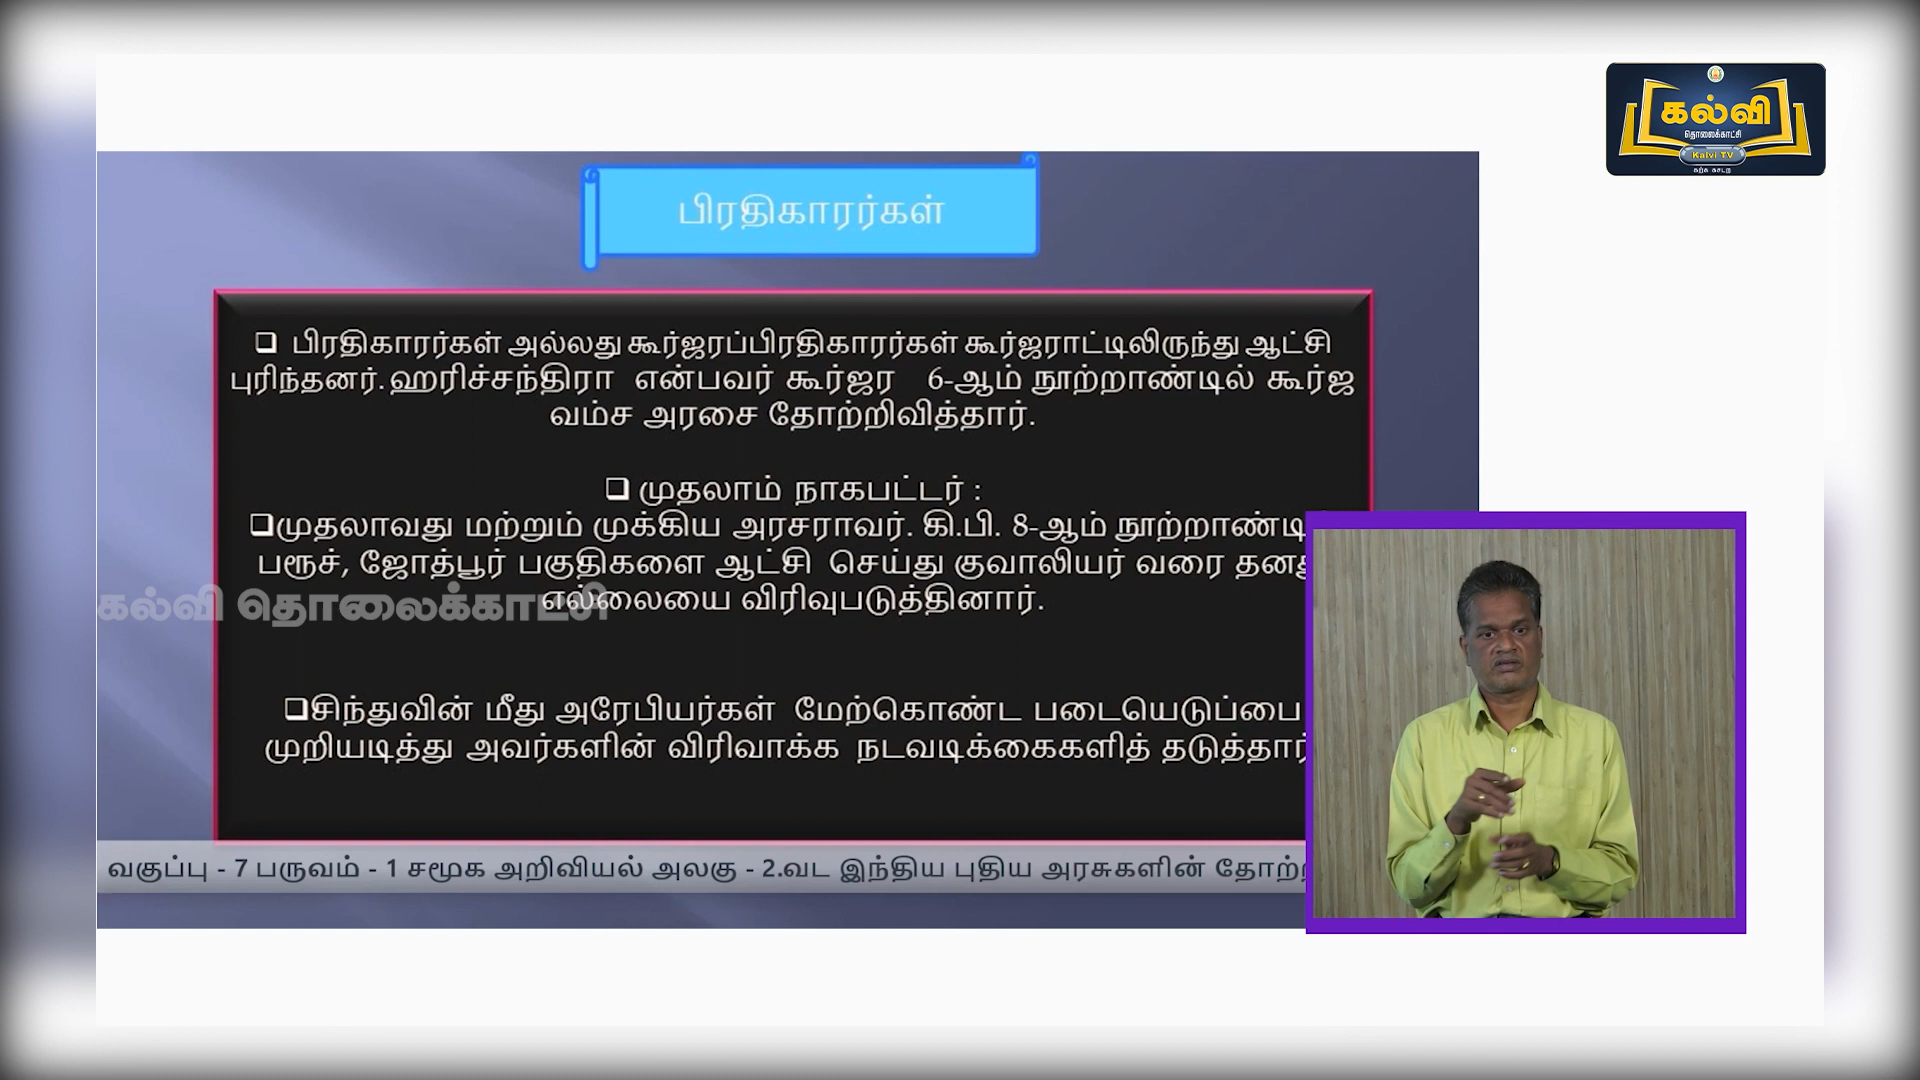 கல்வி
தொலைக்காட்சி
Kalvi TV
கற்க கசடற
பிரதிகாரர்கள்
❑ பிரதிகாரர்கள் அல்லது கூர்ஜரப்பிரதிகாரர்கள் கூர்ஜராட்டிலிருந்து ஆட்சி
புரிந்தனர். ஹரிச்சந்திரா என்பவர் கூர்ஜர 6-ஆம் நூற்றாண்டில் கூர்ஜ
வம்ச அரசை தோற்றிவித்தார்.
❑ முதலாம் நாகபட்டர் :
❑முதலாவது மற்றும் முக்கிய அரசராவர். கி.பி. 8-ஆம்
பரூச், ஜோத்பூர் பகுதிகளை ஆட்சி செய்து குவாலியர் வரை
எல்லையை விரிவுபடுத்தினார்.
கல்வி தொலைக்காட்சி
❑சிந்துவின் மீது அரேபியர்கள் மேற்கொண்ட படையெடுப்பை
முறியடித்து அவர்களின் விரிவாக்க நடவடிக்கைகளித் தடுத்தார்
வகுப்பு - 7 பருவம் - 1 சமூக அறிவியல் அலகு - 2.வட இந்திய புதிய அரசுகளின்